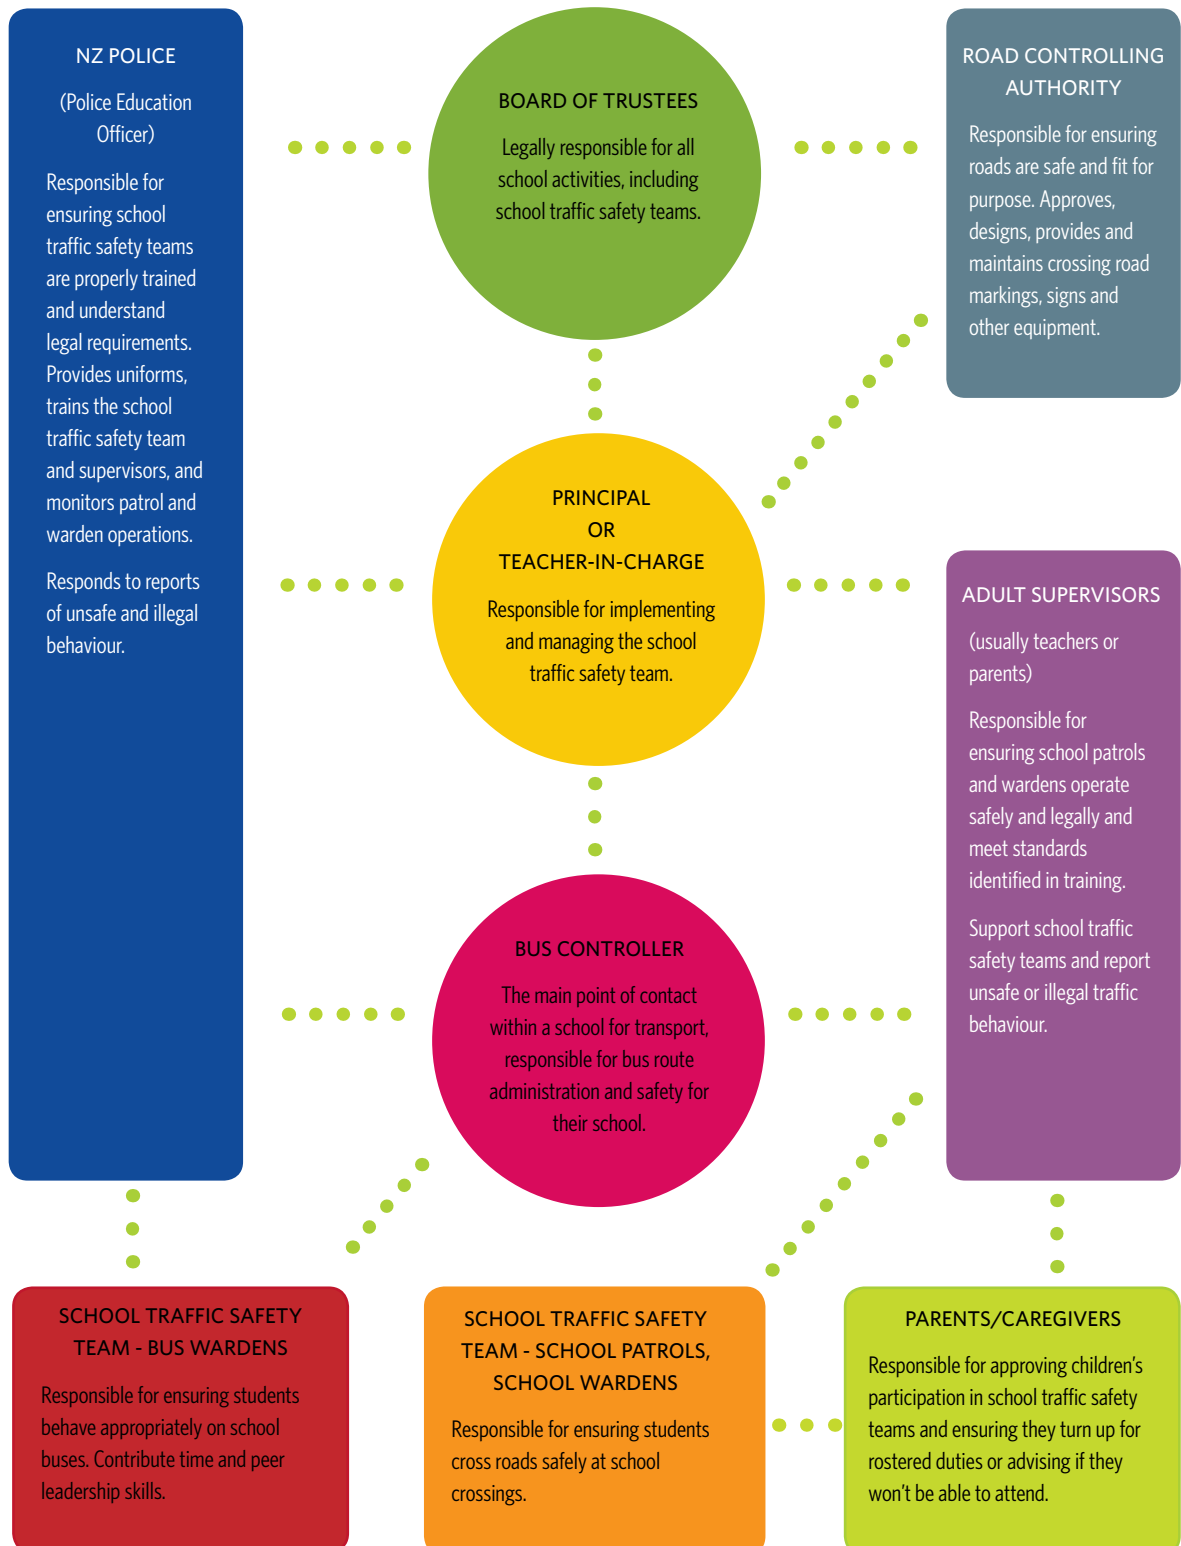 NZ POLICE
(Police Education
Officer)
Responsible for
ensuring school
traffic safety teams
are properly trained
and understand
legal requirements.
Provides uniforms,
trains the school
traffic safety team
and supervisors, and
monitors patrol and
warden operations.
Responds to reports
of unsafe and illegal
behaviour.
BOARD OF TRUSTEES
Legally responsible for all
school activities, including
school traffic safety teams.
ROAD CONTROLLING
AUTHORITY
Responsible for ensuring
roads are safe and fit for
purpose. Approves,
designs, provides and
maintains crossing road
markings, signs and
other equipment.
PRINCIPAL
OR
TEACHER-IN-CHARGE
Responsible for implementing
and managing the school
traffic safety team.
ADULT SUPERVISORS
(usually teachers or
parents)
Responsible for
ensuring school patrols
and wardens operate
safely and legally and
meet standards
identified in training.
Support school traffic
safety teams and report
unsafe or illegal traffic
behaviour.
BUS CONTROLLER
The main point of contact
within a school for transport,
responsible for bus route
administration and safety for
their school.
SCHOOL TRAFFIC SAFETY
TEAM - BUS WARDENS
Responsible for ensuring students
behave appropriately on school
buses. Contribute time and peer
leadership skills.
SCHOOL TRAFFIC SAFETY
TEAM - SCHOOL PATROLS,
SCHOOL WARDENS
Responsible for ensuring students
cross roads safely at school
crossings.
PARENTS/CAREGIVERS
Responsible for approving children's
participation in school traffic safety
teams and ensuring they turn up for
rostered duties or advising if they
won't be able to attend.